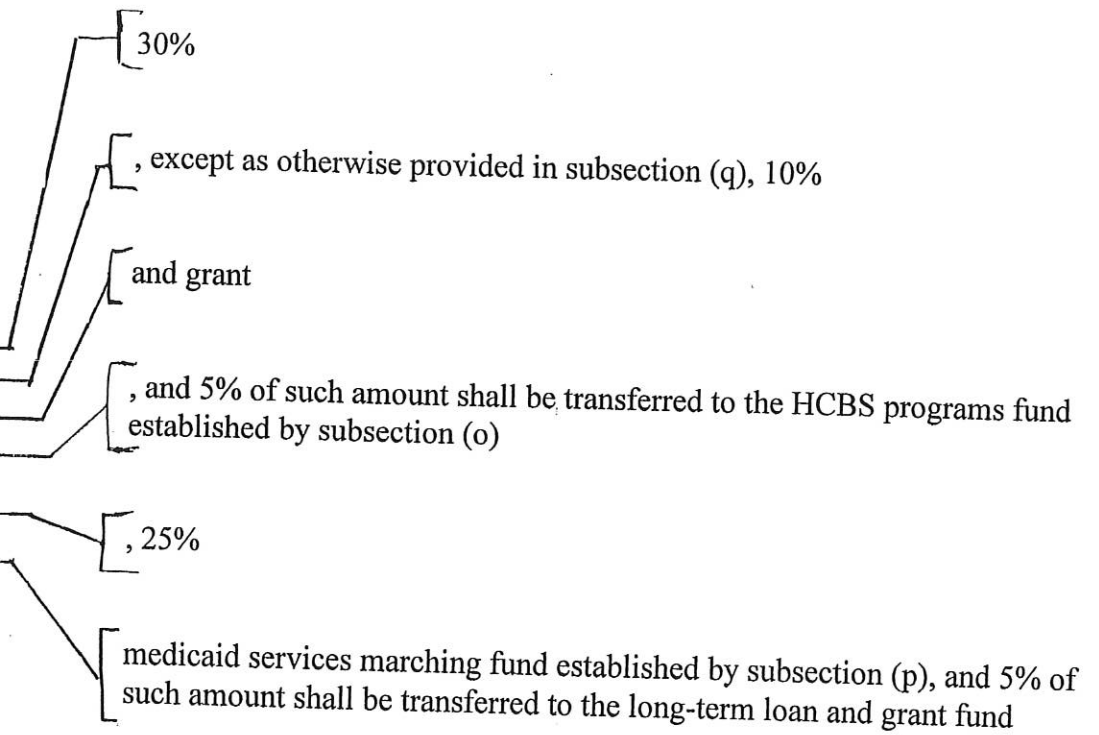 30%
, except as otherwise provided in subsection (q), 10%
and grant
, and 5% of such amount shall be transferred to the HCBS programs fund
established by subsection (o)
, 25%
medicaid services marching fund established by subsection (p), and 5% of
such amount shall be transferred to the long-term loan and grant fund